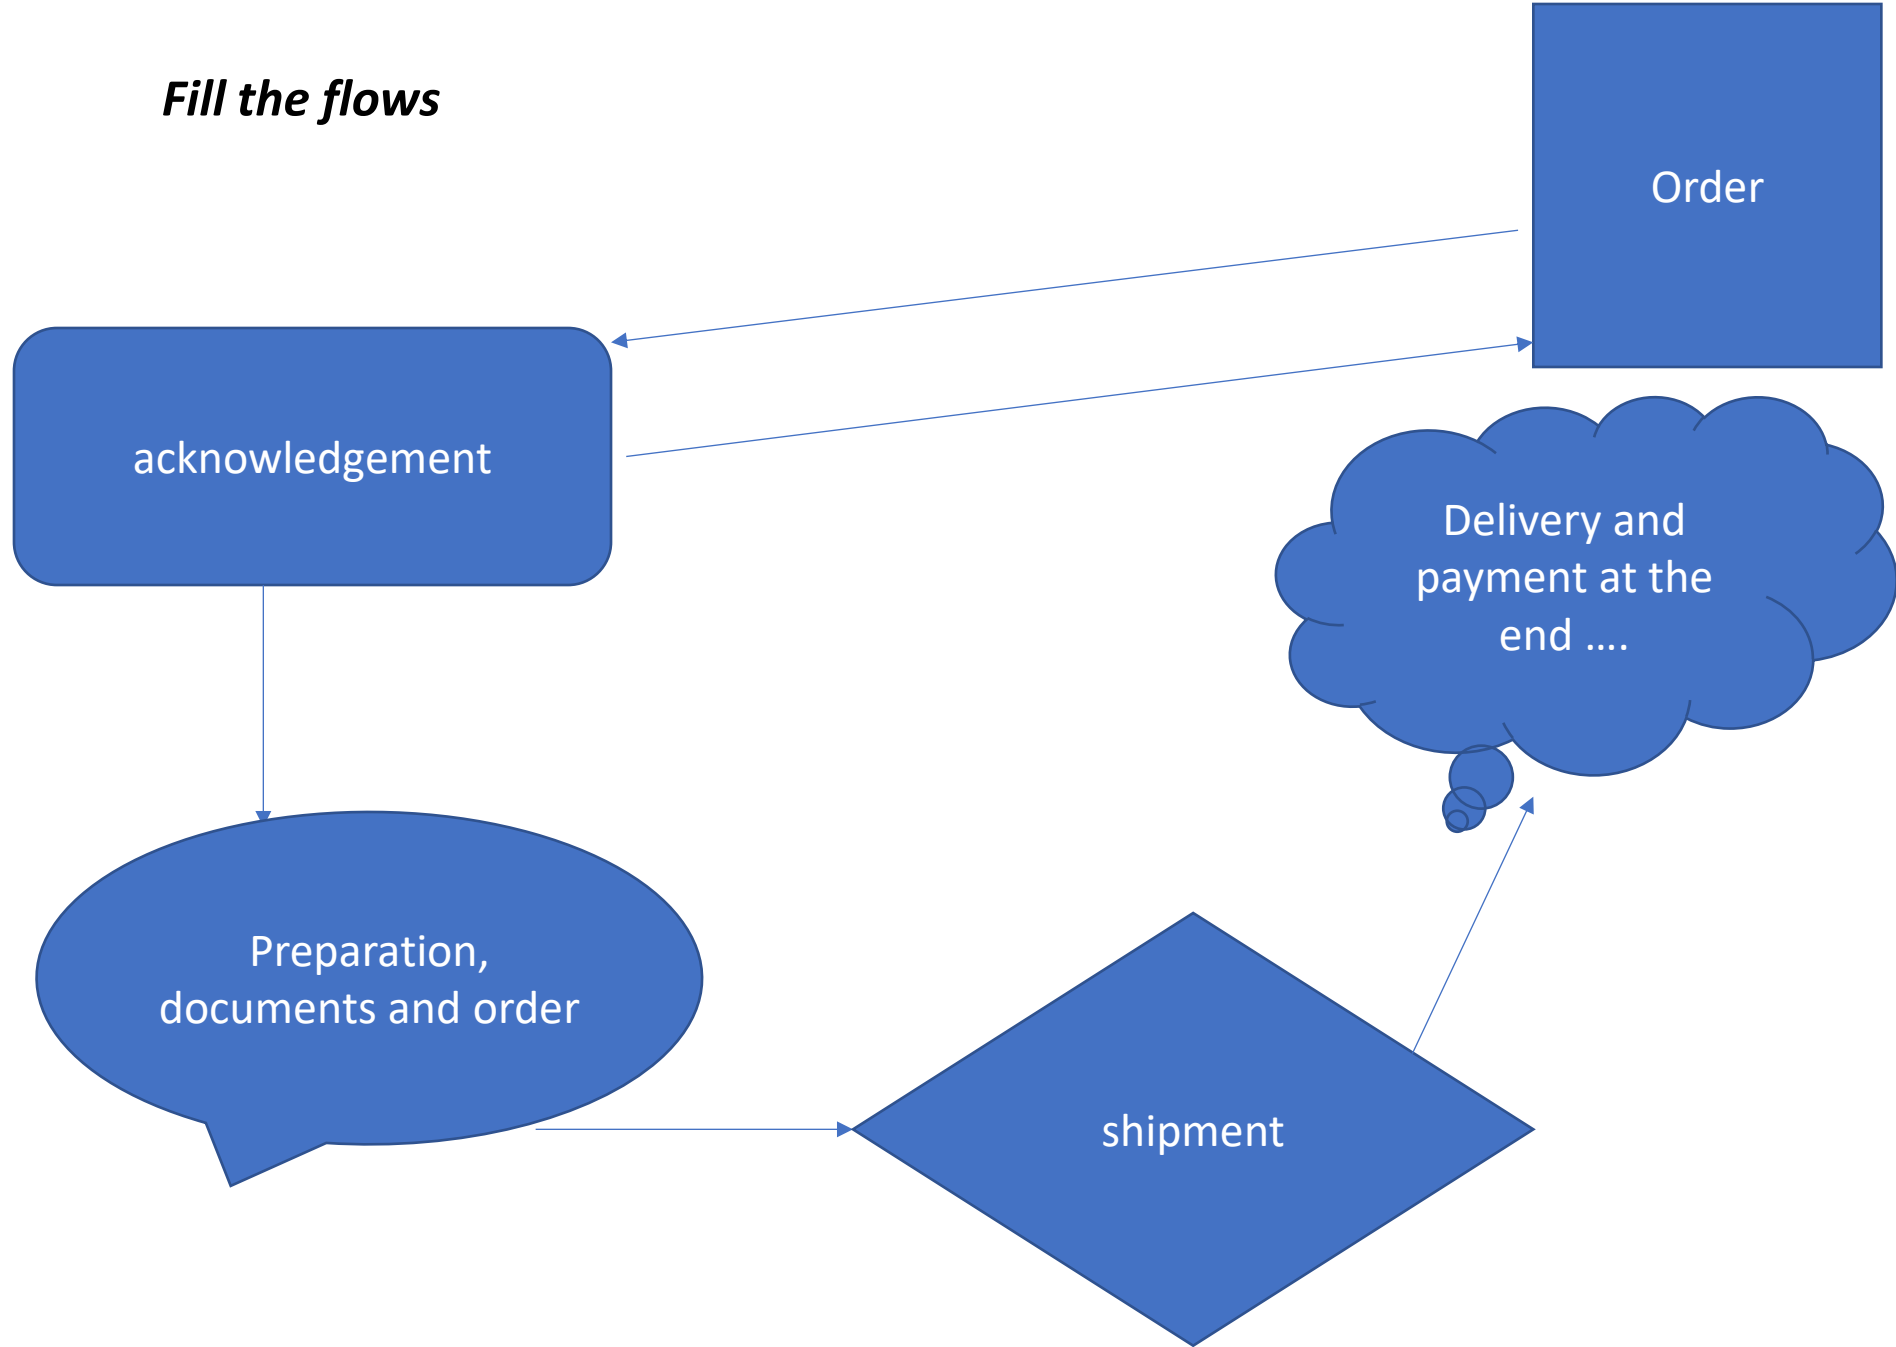 Fill the flows
Order
acknowledgement
Delivery and
payment at the
end ....
Preparation,
documents and order
shipment